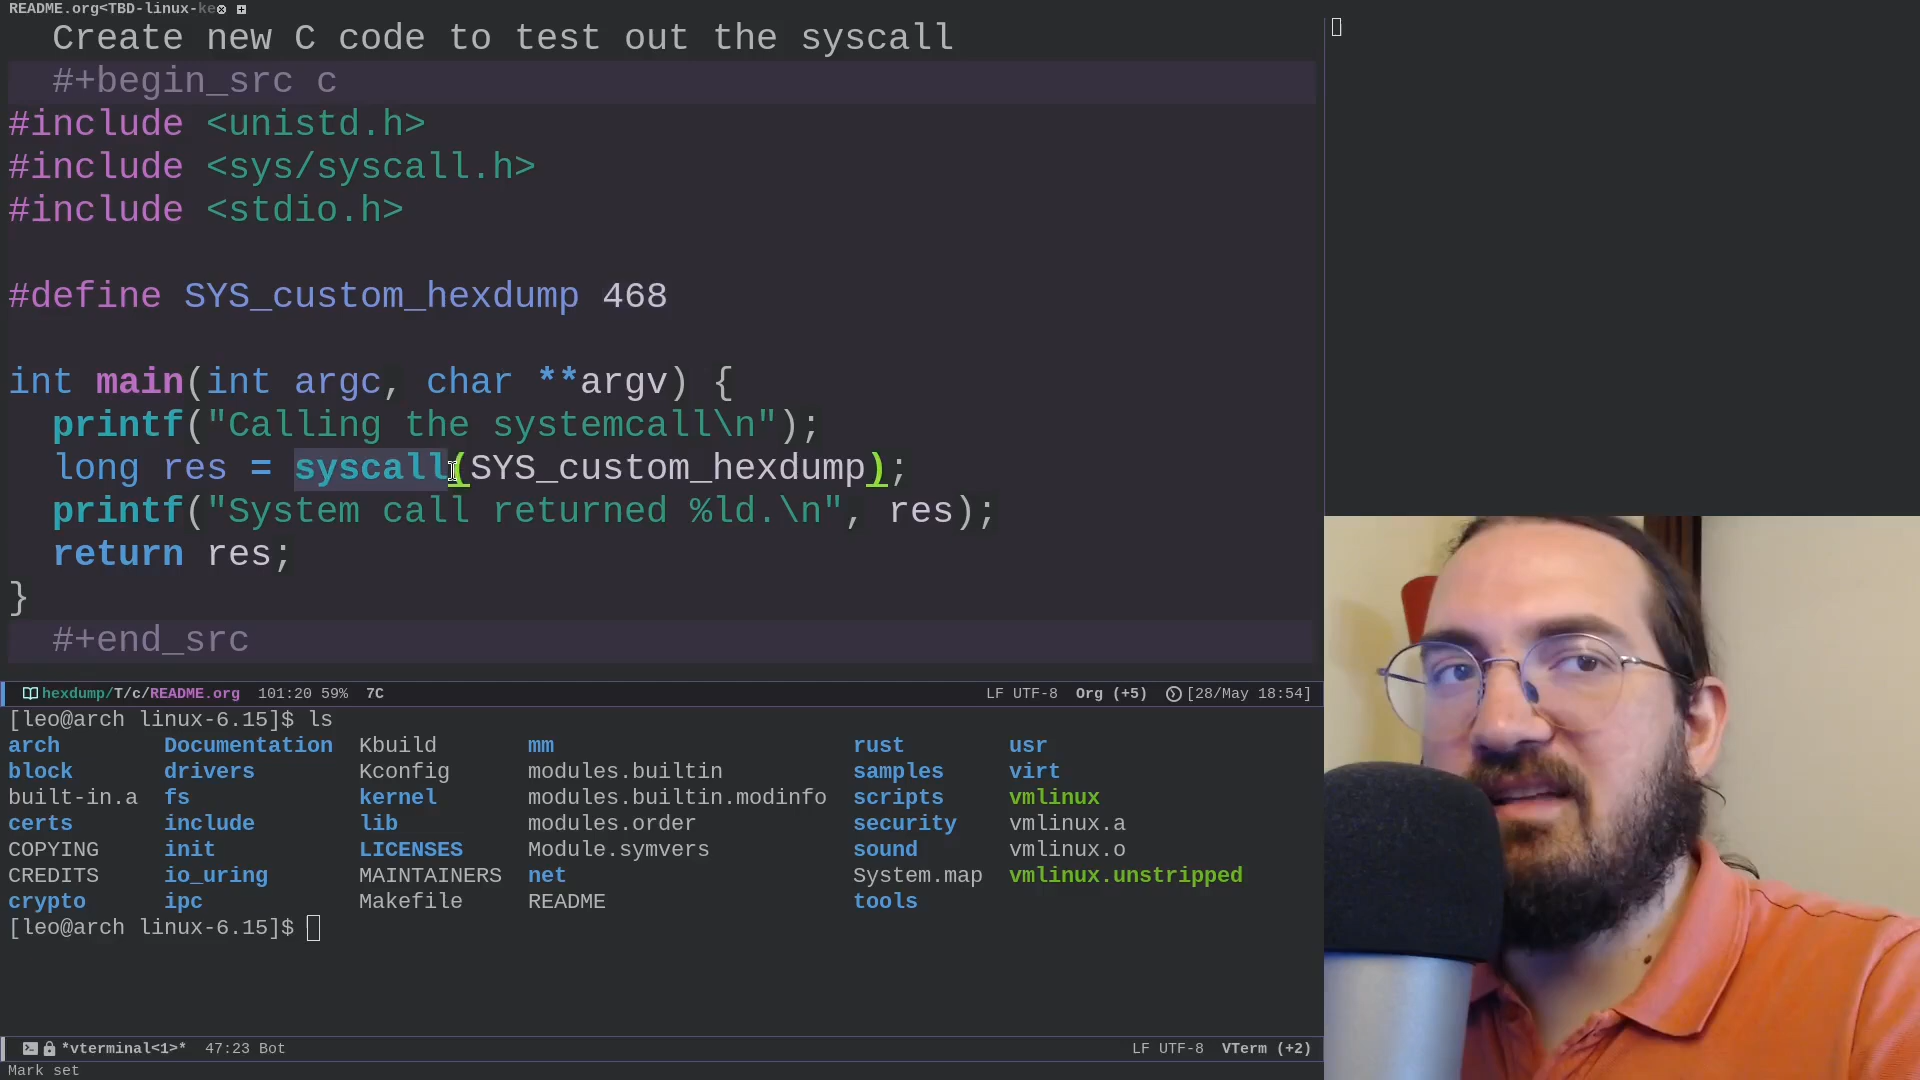 README.org<TBD-linux-ke
Create new C code to test out the syscall
#+begin_src c
#include <unistd.h>
#include <sys/syscall.h>
#include <stdio.h>
#define SYS_custom_hexdump 468
int main(int argc, char **argv) {
printf("Calling the systemcall\n");
long res = syscall(SYS_custom_hexdump);
printf("System call returned %ld.\n", res);
return res;
}
#+end_src
hexdump/T/c/README.org 101:20 59% 7C LF UTF-8 Org (+5) [28/May 18:54]
[leo@arch linux-6.15]$ ls
arch Documentation Kbuild mm rust usr
block drivers Kconfig modules.builtin samples virt
built-in.a fs kernel modules.builtin.modinfo scripts vmlinux
certs include lib modules.order security vmlinux.a
COPYING init LICENSES Module.symvers sound vmlinux.o
CREDITS io_uring MAINTAINERS net System.map vmlinux.unstripped
crypto ipc Makefile README tools
[leo@arch linux-6.15]$
*vterminal<1>* 47:23 Bot LF UTF-8 VTerm (+2)
Mark set